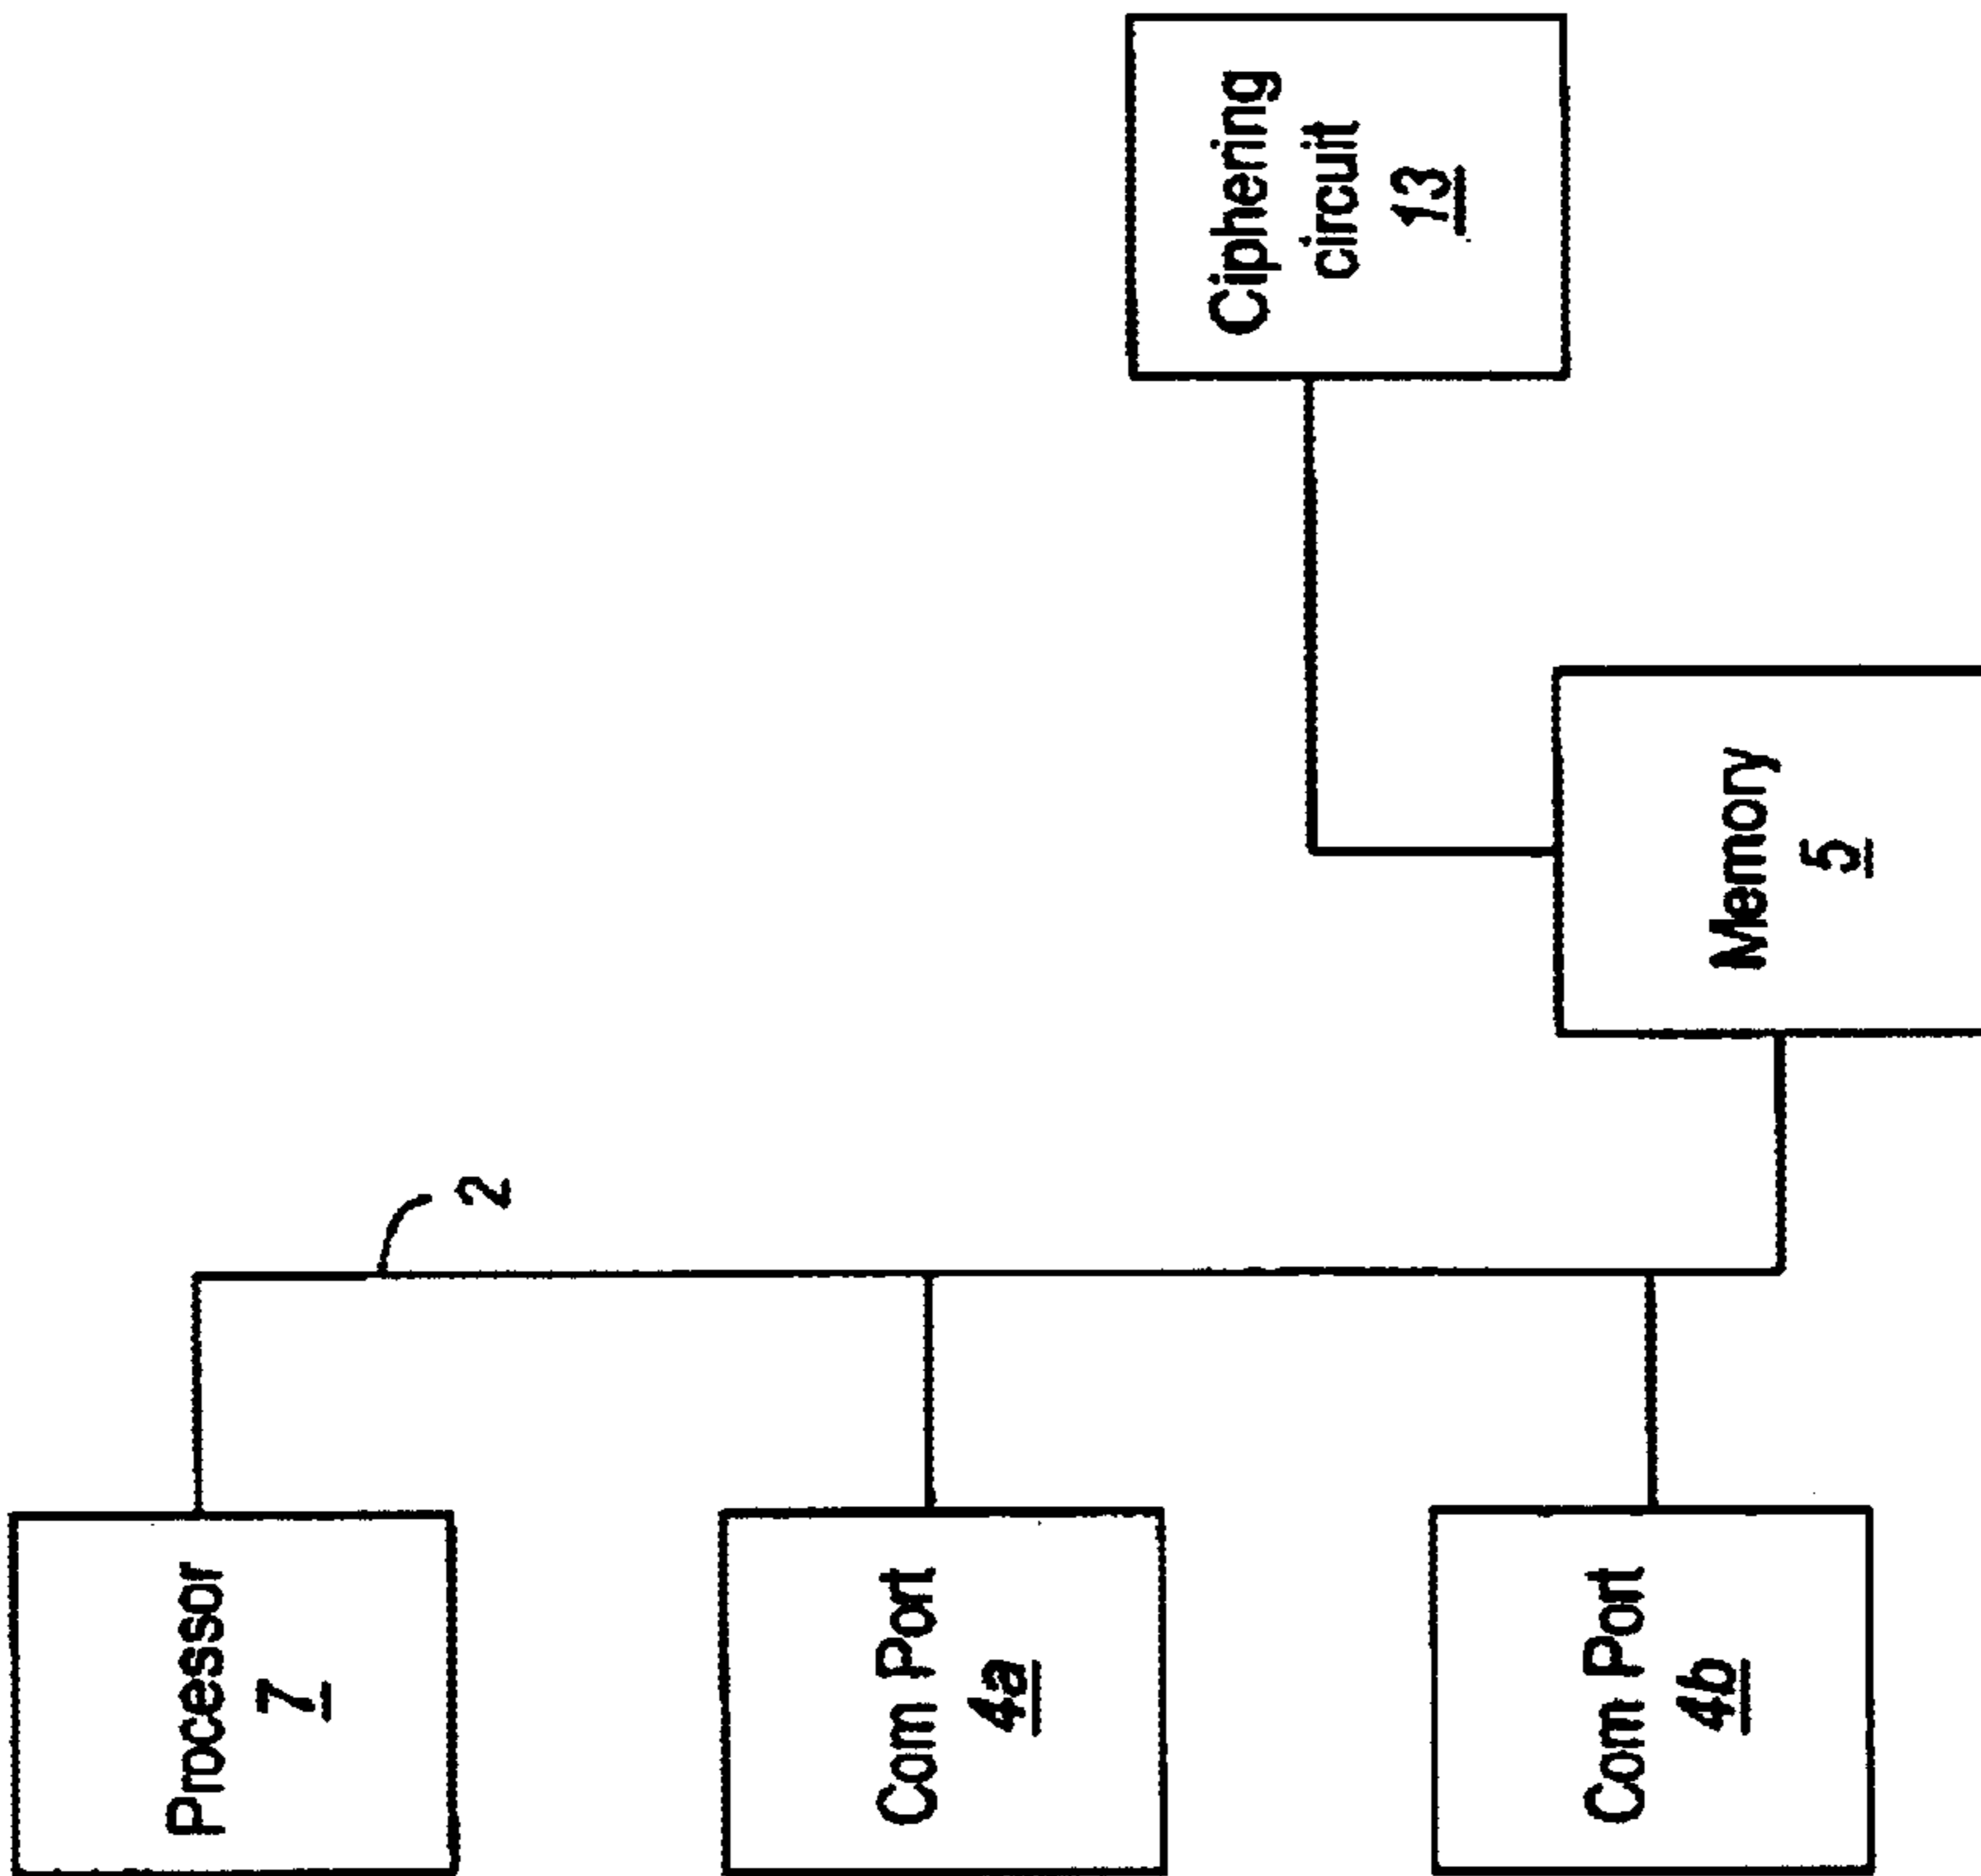 Processor
7
Com Port
4a
Com Port
4b
2
Memory
5
Ciphering
circuit
13